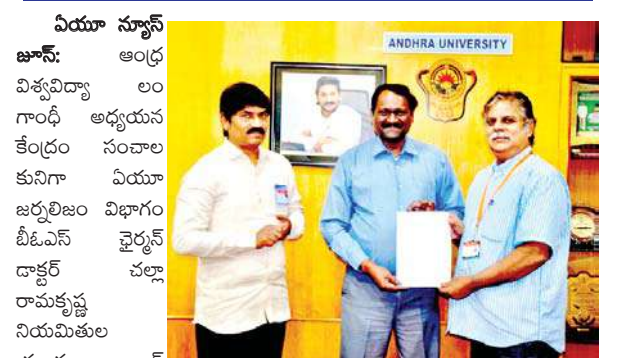 ఏయూ న్యూస్
జూన్: ఆంధ్ర
విశ్వవిద్యా లం
గాంధీ అధ్యయన
కేంద్రం సంచాల
కునిగా ఏయూ
జర్నలిజం విభాగం
బీఓఎస్ ఛైర్మన్
డాక్టర్ చల్లా
రామకృష్ణ
నియమితుల
ANDHRA UNIVERSITY